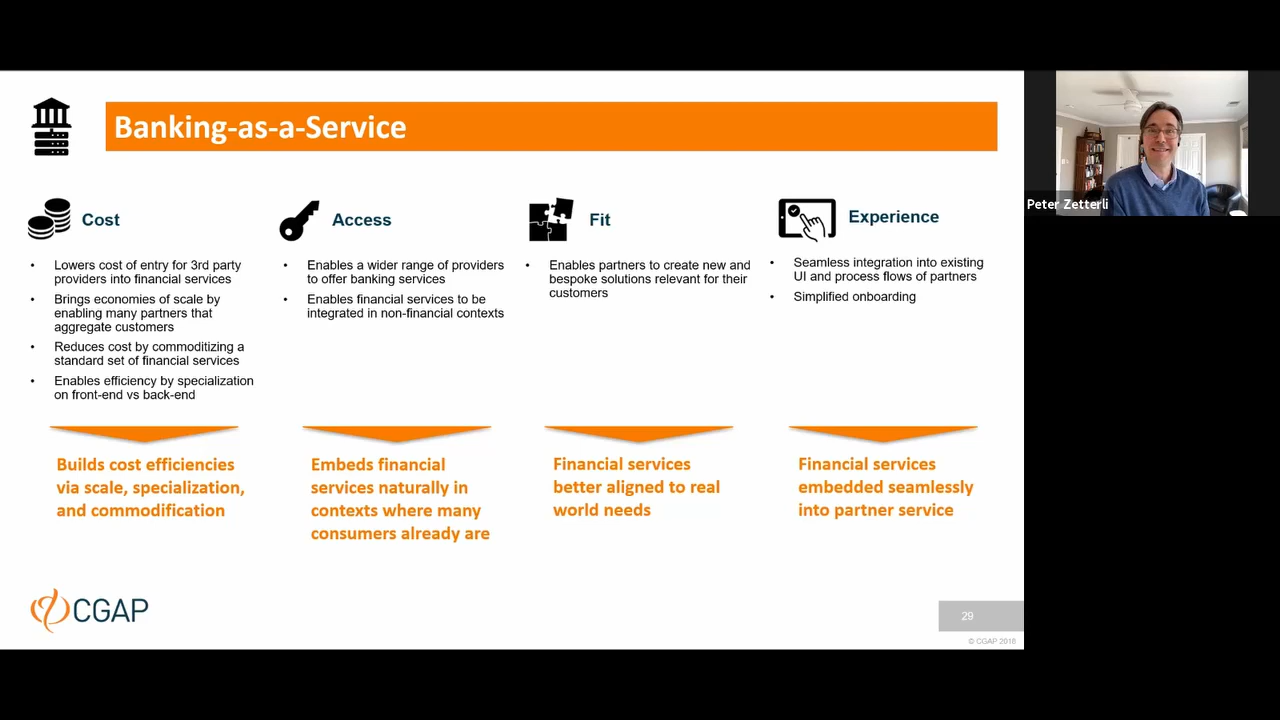 Banking-as-a-Service
Peter Zetterli
Cost
• Lowers cost of entry for 3rd party
providers into financial services
• Brings economies of scale by
enabling many partners that
aggregate customers
• Reduces cost by commoditizing a
standard set of financial services
• Enables efficiency by specialization
on front-end vs back-end
Builds cost efficiencies
via scale, specialization,
and commodification
Access
• Enables a wider range of providers
to offer banking services
• Enables financial services to be
integrated in non-financial contexts
Embeds financial
services naturally in
contexts where many
consumers already are
Fit
• Enables partners to create new and
bespoke solutions relevant for their
customers
Financial services
better aligned to real
world needs
Experience
• Seamless integration into existing
UI and process flows of partners
• Simplified onboarding
Financial services
embedded seamlessly
into partner service
CGAP
29
© CGAP 2018